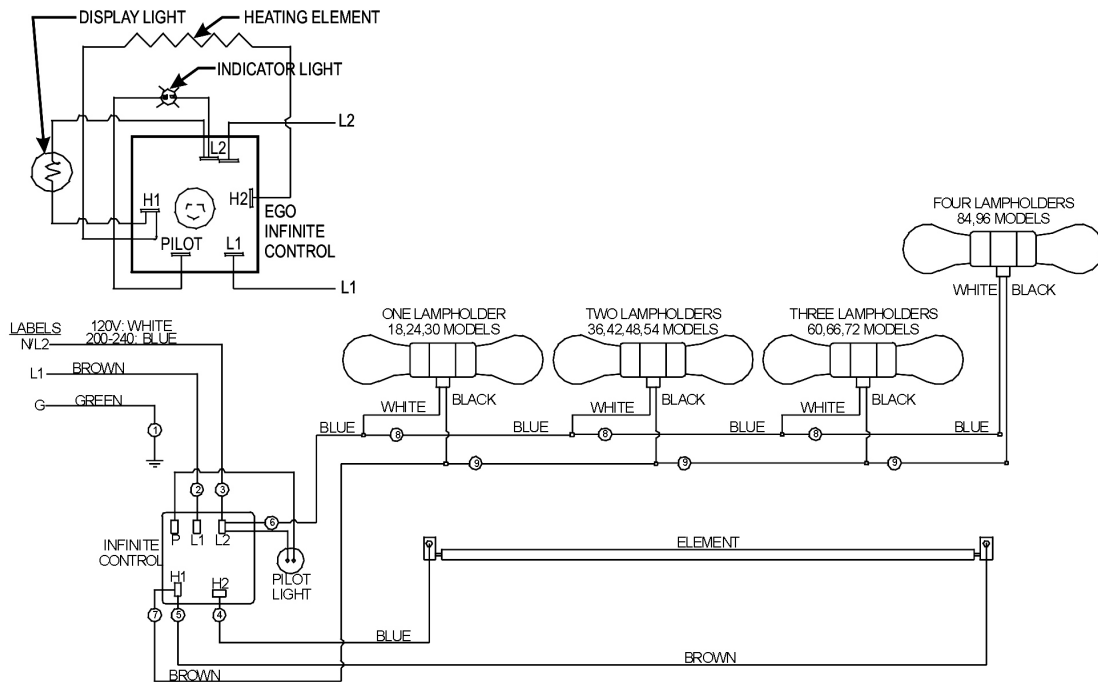 DISPLAY LIGHT
HEATING ELEMENT
INDICATOR LIGHT
L2
L2
H1
H2
EGO
INFINITE
CONTROL
PILOT
L1
L1
FOUR LAMPHOLDERS
84,96 MODELS
WHITE
BLACK
LABELS
120V: WHITE
N/L2
200-240: BLUE
L1
BROWN
G
GREEN
1
ONE LAMPHOLDER
18,24,30 MODELS
TWO LAMPHOLDERS
36,42,48,54 MODELS
THREE LAMPHOLDERS
60,66,72 MODELS
WHITE
BLACK
WHITE
BLACK
WHITE
BLACK
BLUE
8
BLUE
8
BLUE
8
BLUE
9
9
9
2
3
6
P
L1
L2
INFINITE
CONTROL
PILOT
LIGHT
H1
H2
7
5
4
ELEMENT
BLUE
BROWN
BROWN